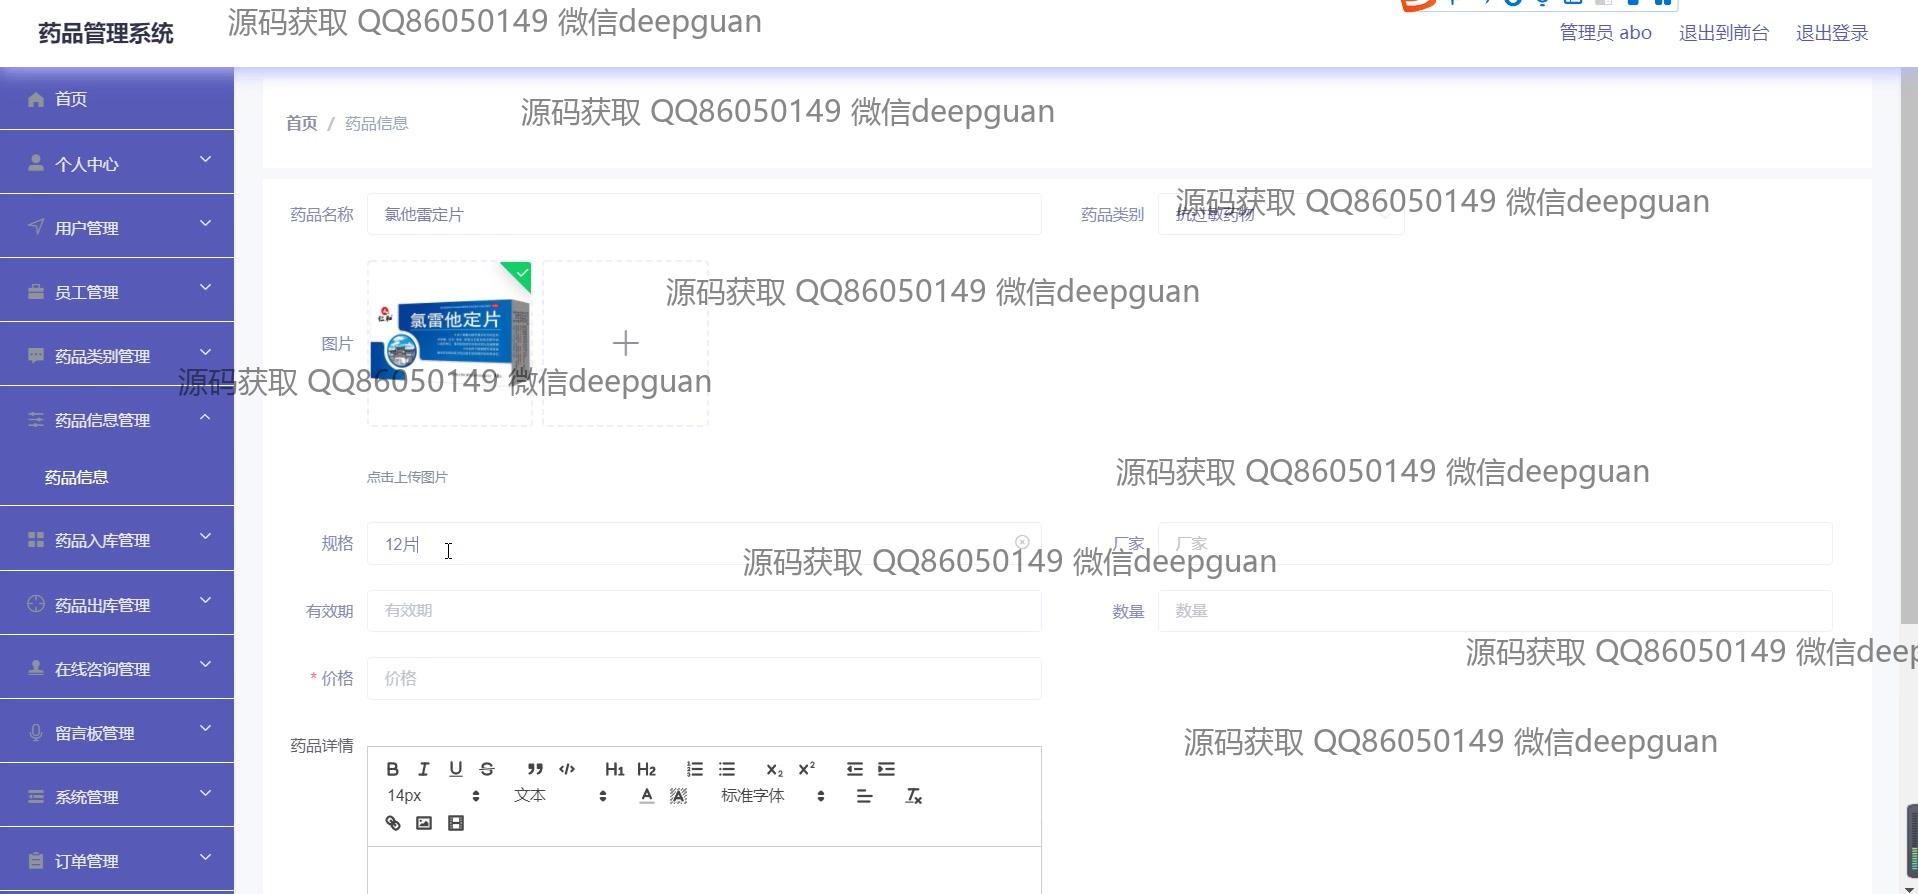 药品管理系统
源码获取 QQ86050149 微信deepguan
管理员 abo
退出到前台
退出登录
首页
个人中心
用户管理
员工管理
药品类别管理
药品信息管理
药品信息
药品入库管理
药品出库管理
在线咨询管理
留言板管理
系统管理
订单管理
首页 / 药品信息
源码获取 QQ86050149 微信deepguan
药品名称
氯他雷定片
药品类别
抗过敏药物
源码获取 QQ86050149 微信deepguan
图片
仁和
氯雷他定片
源码获取 QQ86050149 微信deepguan
源码获取 QQ86050149 微信deepguan
点击上传图片
源码获取 QQ86050149 微信deepguan
规格
12片
厂家
厂家
源码获取 QQ86050149 微信deepguan
有效期
有效期
数量
数量
源码获取 QQ86050149 微信deep
* 价格
价格
源码获取 QQ86050149 微信deepguan
药品详情
B I U S H1 H2 X2 X2
14px
文本
A
A
标准字体
Tx